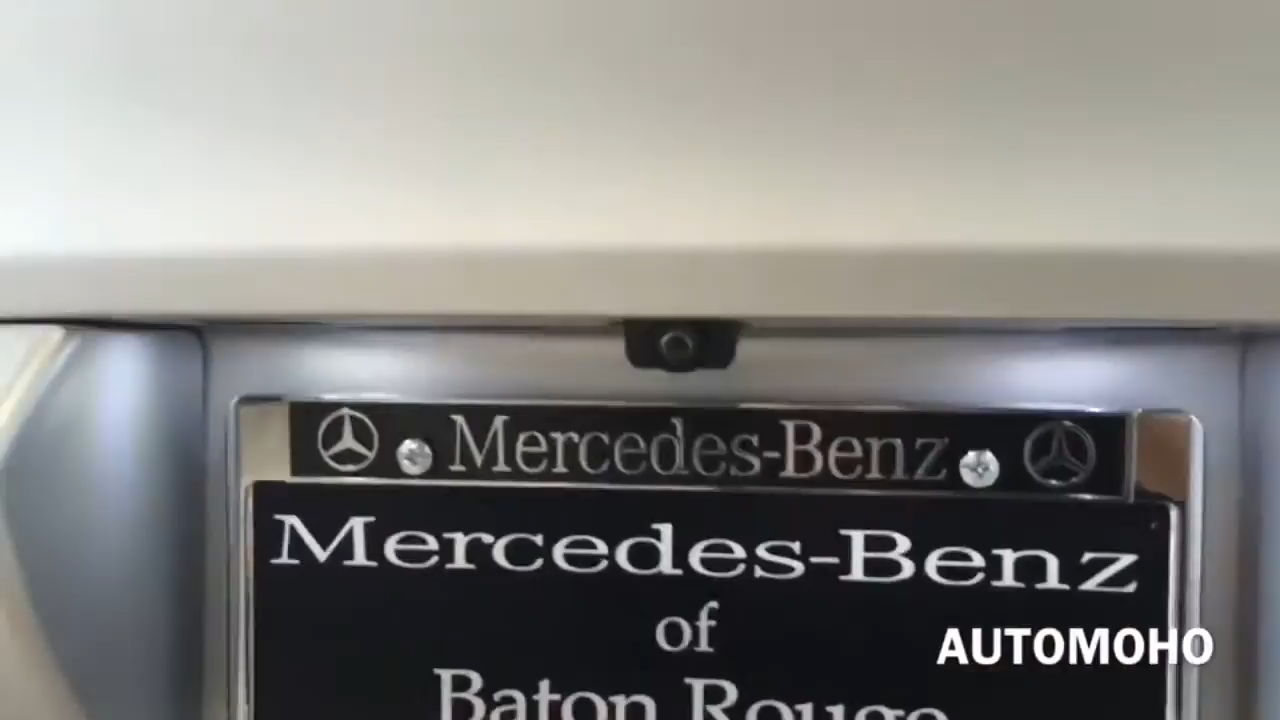 Mercedes-Benz
Mercedes-Benz
of
Baton Rouge
AUTOMOHO